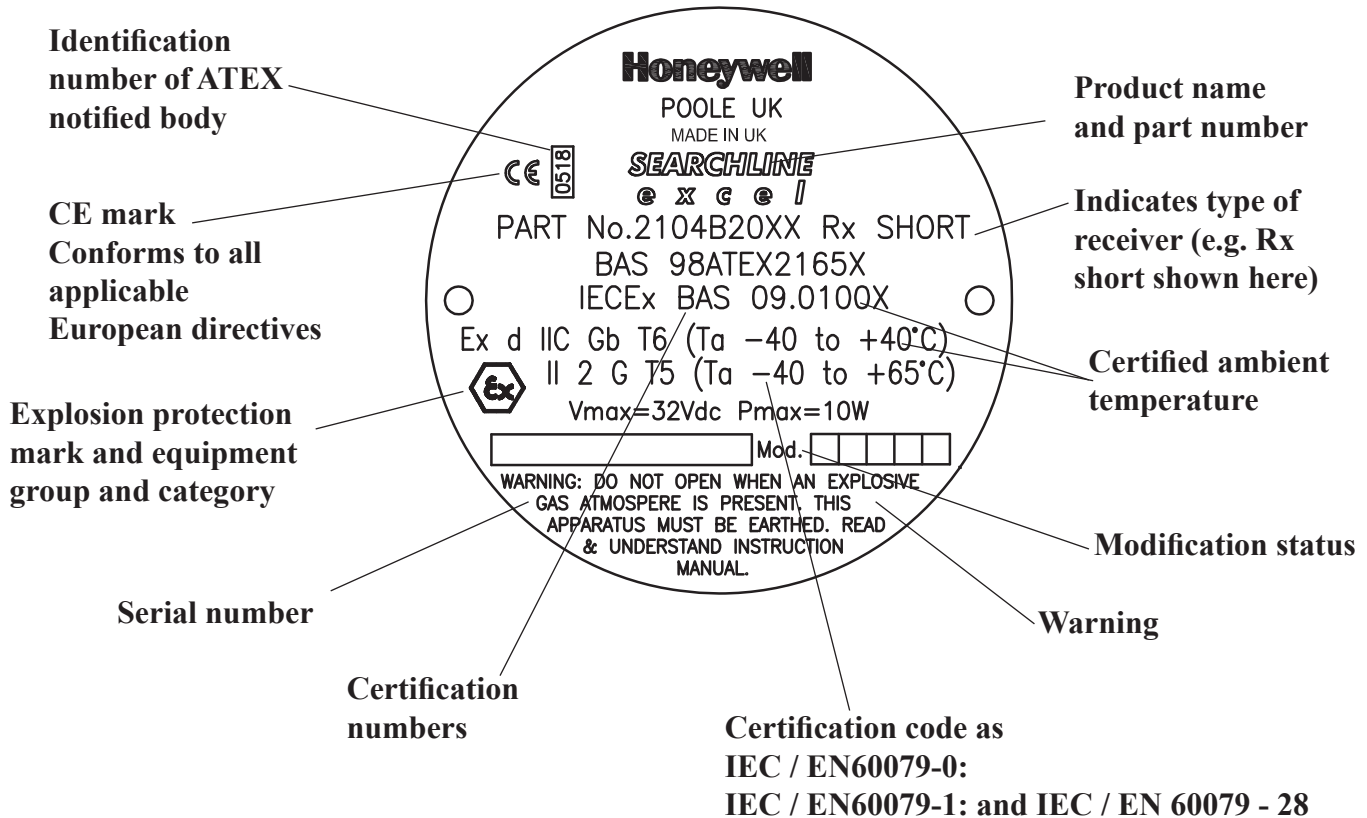 Identification
number of ATEX
notified body
CE mark
Conforms to all
applicable
European directives
Explosion protection
mark and equipment
group and category
Serial number
Certification
numbers
Honeywell
POOLE UK
MADE IN UK
CE 0518
SEARCHLINE
excel
PART No.2104B20XX Rx SHORT
BAS 98ATEX2165X
IECEx BAS 09.0100X
Ex d IIC Gb T6 (Ta -40 to +40°C)
Ex II 2 G T5 (Ta -40 to +65°C)
Vmax=32Vdc Pmax=10W
Mod.
WARNING: DO NOT OPEN WHEN AN EXPLOSIVE
GAS ATMOSPERE IS PRESENT. THIS
APPARATUS MUST BE EARTHED. READ
& UNDERSTAND INSTRUCTION
MANUAL.
Product name
and part number
Indicates type of
receiver (e.g. Rx
short shown here)
Certified ambient
temperature
Modification status
Warning
Certification code as
IEC / EN60079-0:
IEC / EN60079-1: and IEC / EN 60079 - 28